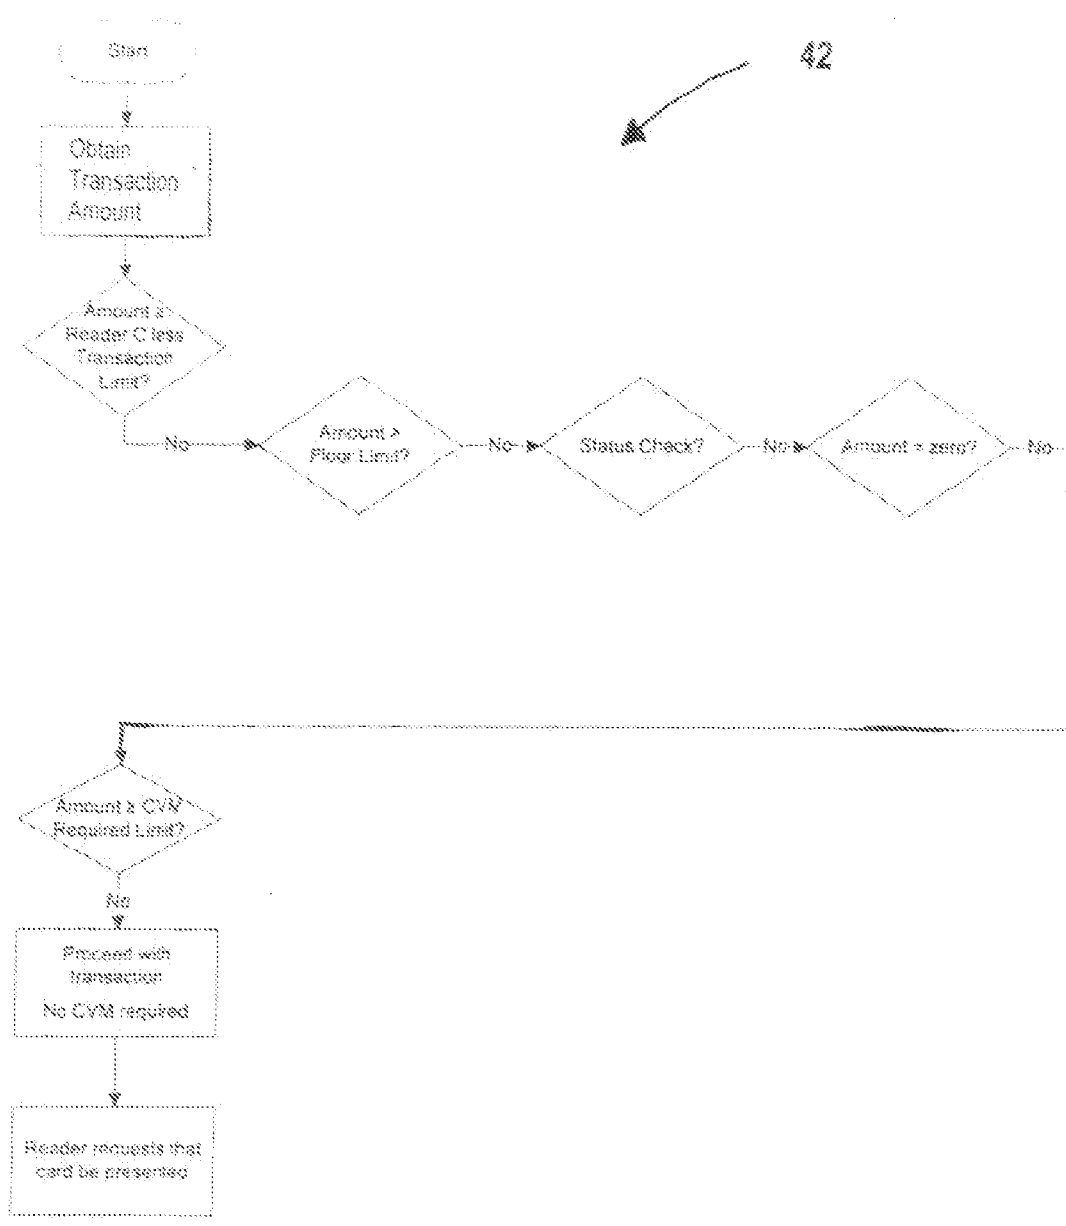 Start
42
Obtain
Transaction
Amount
Amount ≥
Reader C less
Transaction
Limit?
No
Amount >
Floor Limit?
No
Status Check?
No
Amount = zero?
No
Amount ≥ CVM
Required Limit?
No
Proceed with
transaction
No CVM required
Reader requests that
card be presented